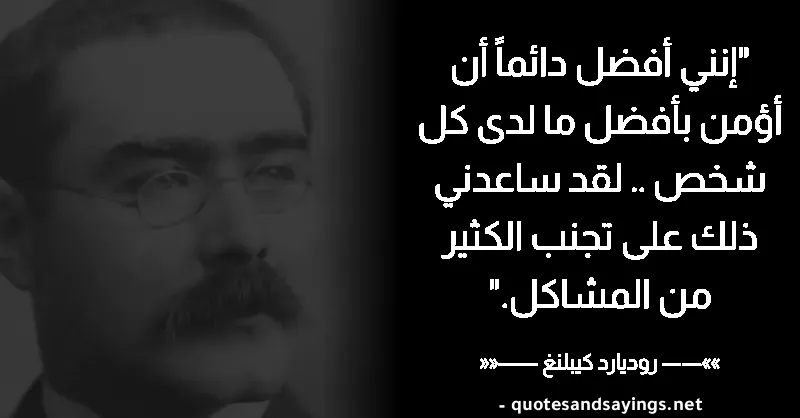 "إنني أفضل دائماً أن
أؤمن بأفضل ما لدى كل
شخص .. لقد ساعدني
ذلك على تجنب الكثير
من المشاكل."
»»—— روديارد كيبلنغ ——««
- quotesandsayings.net